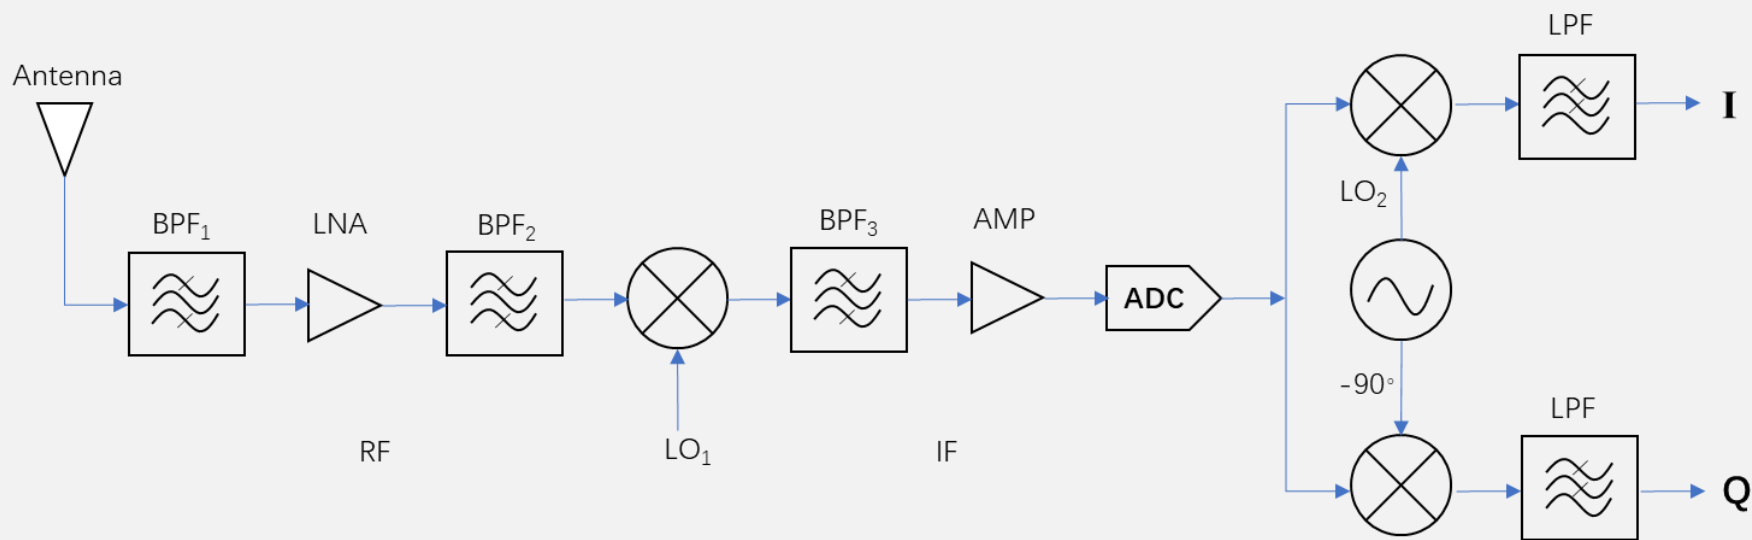 Antenna
BPF₁
LNA
BPF₂
BPF₃
AMP
ADC
LPF
I
LO₂
-90°
LPF
Q
RF
LO₁
IF